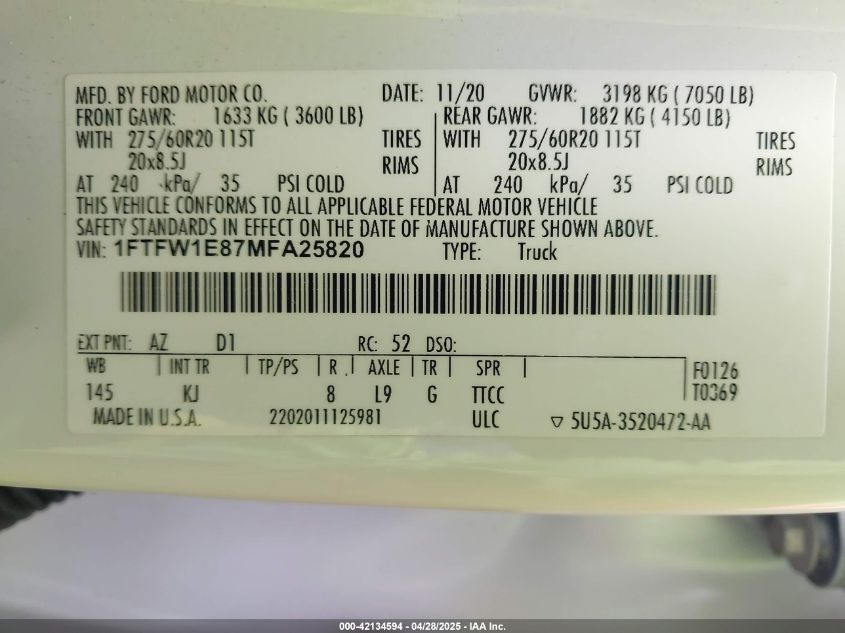 MFD. BY FORD MOTOR CO. DATE: 11/20 GVWR: 3198 KG ( 7050 LB)
FRONT GAWR: 1633 KG ( 3600 LB) REAR GAWR: 1882 KG ( 4150 LB)
WITH 275/60R20 115T TIRES WITH 275/60R20 115T TIRES
20x8.5J RIMS 20x8.5J RIMS
AT 240 kPa/ 35 PSI COLD AT 240 kPa/ 35 PSI COLD
THIS VEHICLE CONFORMS TO ALL APPLICABLE FEDERAL MOTOR VEHICLE
SAFETY STANDARDS IN EFFECT ON THE DATE OF MANUFACTURE SHOWN ABOVE.
VIN: 1FTFW1E87MFA25820 TYPE: Truck
EXT PNT: AZ D1 RC: 52 DSO:
WB INT TR TP/PS R AXLE TR SPR F0126
145 KJ 8 L9 G TTCC T0369
MADE IN U.S.A. 2202011125981 ULC ▽ 5U5A-3520472-AA
000-42134594 - 04/28/2025 - IAA Inc.